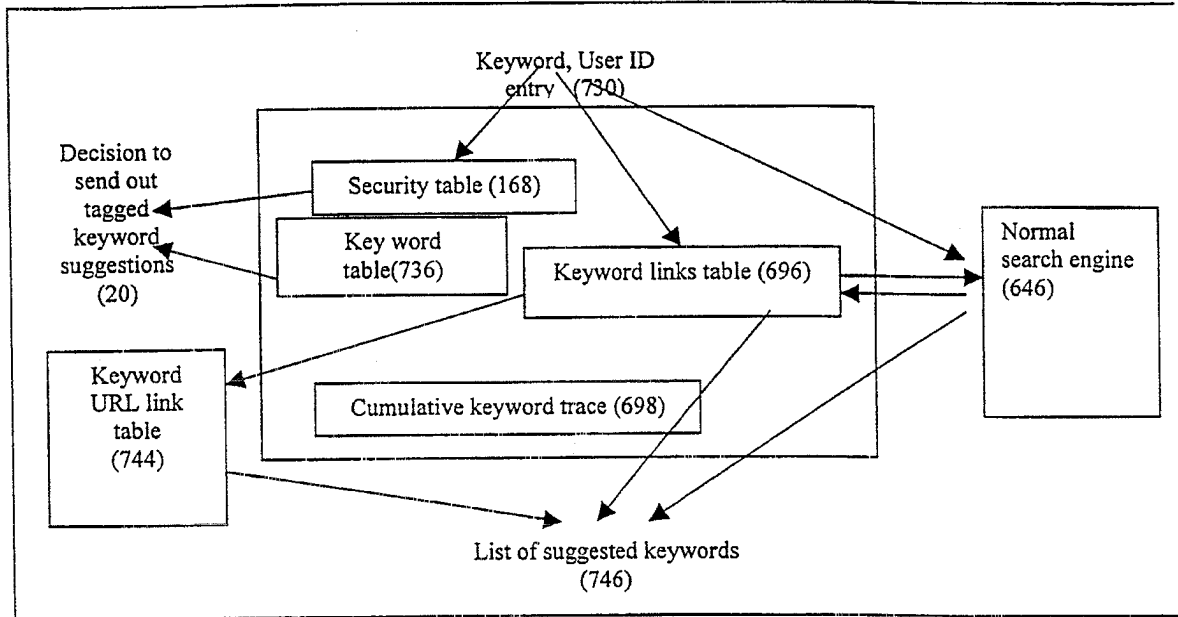 Keyword, User ID
entry (730)
Decision to
send out
tagged
keyword
suggestions
(20)
Security table (168)
Key word
table(736)
Keyword links table (696)
Normal
search engine
(646)
Keyword
URL link
table
(744)
Cumulative keyword trace (698)
List of suggested keywords
(746)